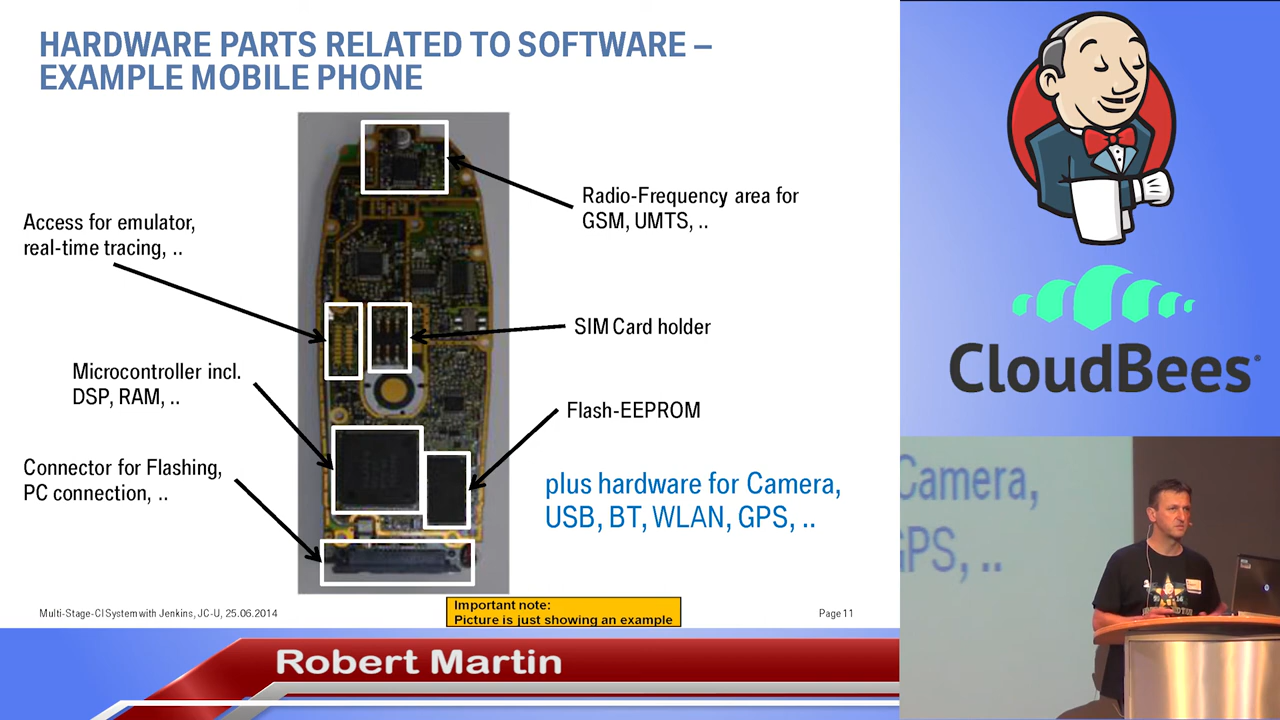 HARDWARE PARTS RELATED TO SOFTWARE –
EXAMPLE MOBILE PHONE
Access for emulator,
real-time tracing, ..
Microcontroller incl.
DSP, RAM, ..
Connector for Flashing,
PC connection, ..
Radio-Frequency area for
GSM, UMTS, ..
SIM Card holder
Flash-EEPROM
plus hardware for Camera,
USB, BT, WLAN, GPS, ..
Multi-Stage-CI System with Jenkins, JC-U, 25.06.2014
Important note:
Picture is just showing an example
Page 11
Robert Martin
CloudBees
Camera,
GPS, ..